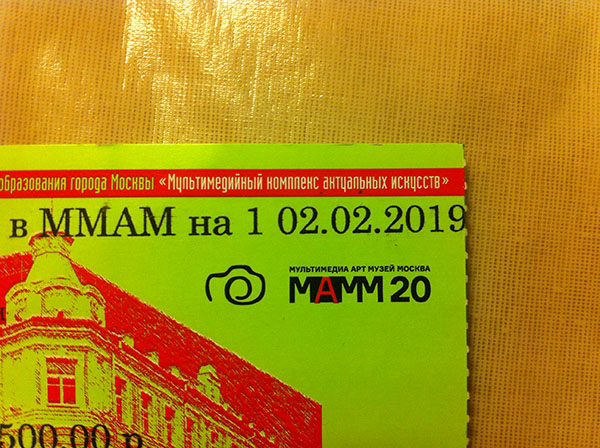 образования города Москвы «Мультимедийный комплекс актуальных искусств»
в ММАМ на 1 02.02.2019
МУЛЬТИМЕДИА АРТ МУЗЕЙ МОСКВА
МАММ 20
500.00 р